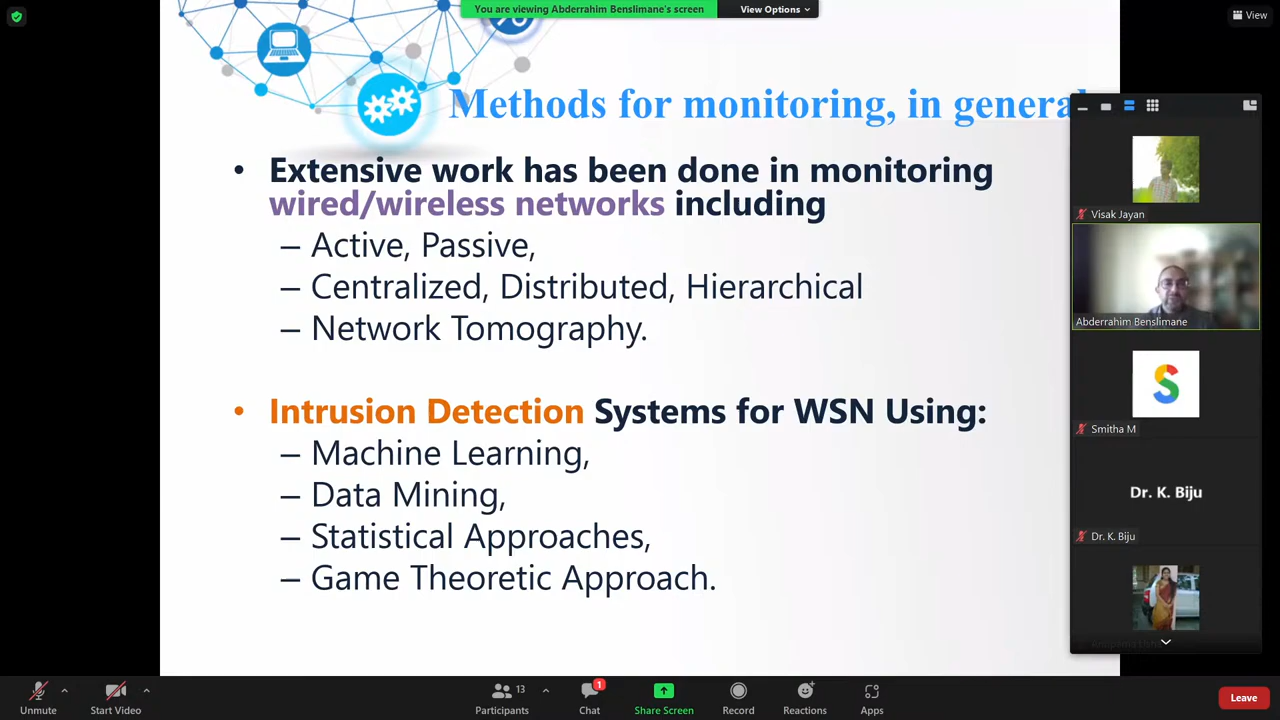 You are viewing Abderrahim Benslimane's screen
View Options
View
Methods for monitoring, in general
• Extensive work has been done in monitoring
wired/wireless networks including
– Active, Passive,
– Centralized, Distributed, Hierarchical
– Network Tomography.
• Intrusion Detection Systems for WSN Using:
– Machine Learning,
– Data Mining,
– Statistical Approaches,
– Game Theoretic Approach.
Visak Jayan
Abderrahim Benslimane
Smitha M
Dr. K. Biju
Dr. K. Biju
Unmute
Start Video
13
Participants
1
Chat
Share Screen
Record
Reactions
Apps
Leave